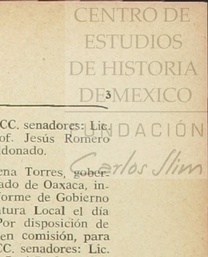 CENTRO DE
ESTUDIOS
DE HISTORIA
DE MEXICO
3
FUNDACIÓN
Carlos Slim
CC. senadores: Lic.
of. Jesús Romero
donado.
ena Torres, gober-
ado de Oaxaca, in-
forme de Gobierno
tura Local el día
Por disposición de
en comisión, para
CC. senadores: Lic.